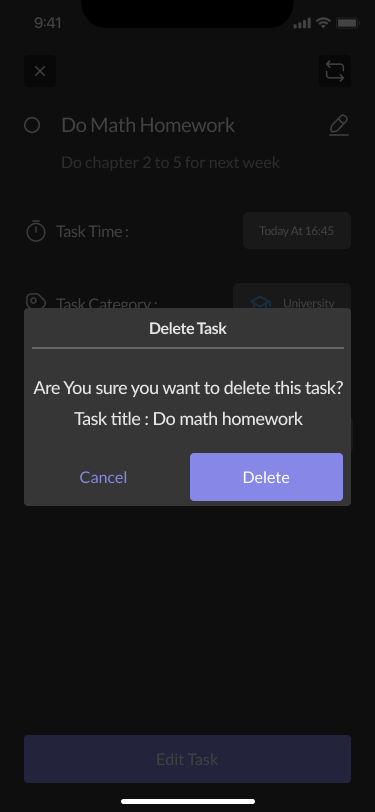 9:41
Do Math Homework
Do chapter 2 to 5 for next week
Task Time :
Today At 16:45
Task Category :
University
Delete Task
Are You sure you want to delete this task?
Task title : Do math homework
Cancel
Delete
Edit Task